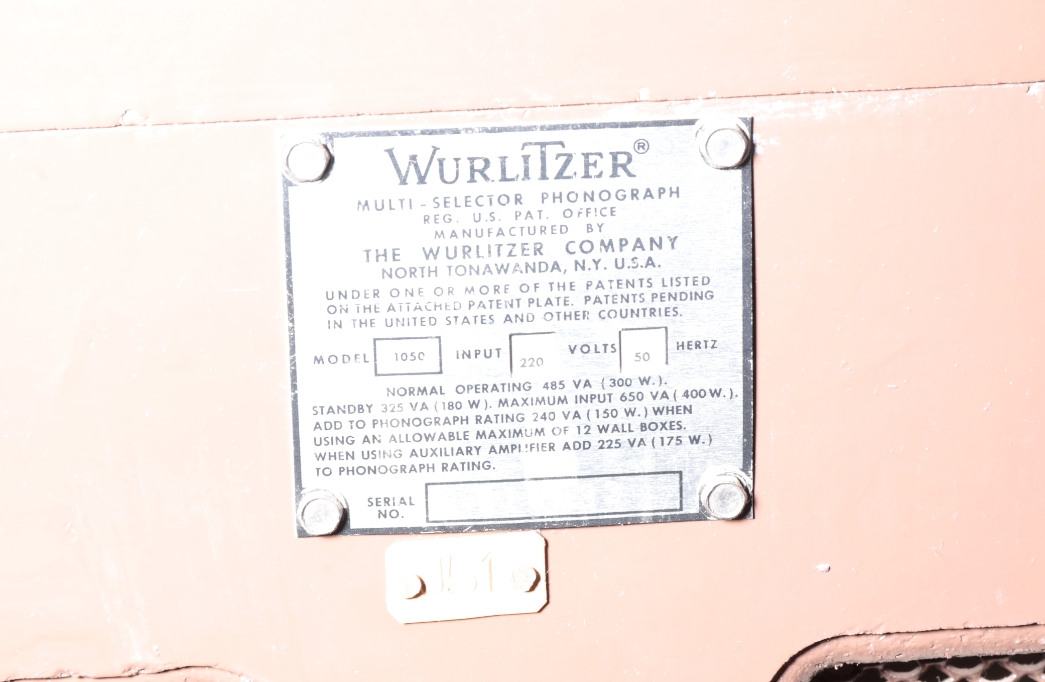 WURLITZER®
MULTI-SELECTOR PHONOGRAPH
REG. U.S. PAT. OFFICE
MANUFACTURED BY
THE WURLITZER COMPANY
NORTH TONAWANDA, N.Y. U.S.A.
UNDER ONE OR MORE OF THE PATENTS LISTED
ON THE ATTACHED PATENT PLATE. PATENTS PENDING
IN THE UNITED STATES AND OTHER COUNTRIES.
MODEL 1050 INPUT 220 VOLTS 50 HERTZ
NORMAL OPERATING 485 VA (300 W.).
STANDBY 325 VA (180 W). MAXIMUM INPUT 650 VA (400 W.).
ADD TO PHONOGRAPH RATING 240 VA (150 W.) WHEN
USING AN ALLOWABLE MAXIMUM OF 12 WALL BOXES.
WHEN USING AUXILIARY AMPLIFIER ADD 225 VA (175 W.)
TO PHONOGRAPH RATING.
SERIAL
NO.